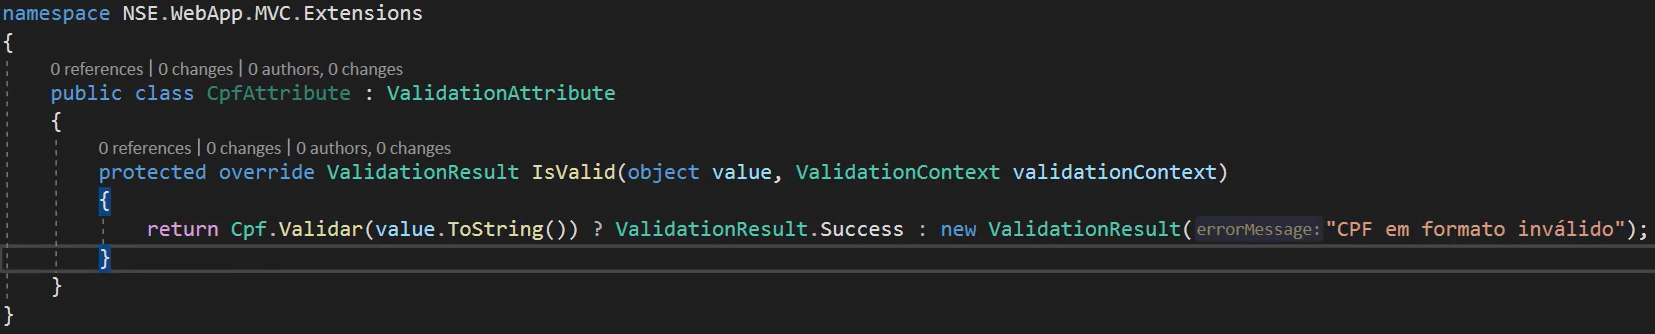 namespace NSE.WebApp.MVC.Extensions
{
0 references | 0 changes | 0 authors, 0 changes
public class CpfAttribute : ValidationAttribute
{
0 references | 0 changes | 0 authors, 0 changes
protected override ValidationResult IsValid(object value, ValidationContext validationContext)
{
return Cpf.Validar(value.ToString()) ? ValidationResult.Success : new ValidationResult(errorMessage:"CPF em formato inválido");
}
}
}